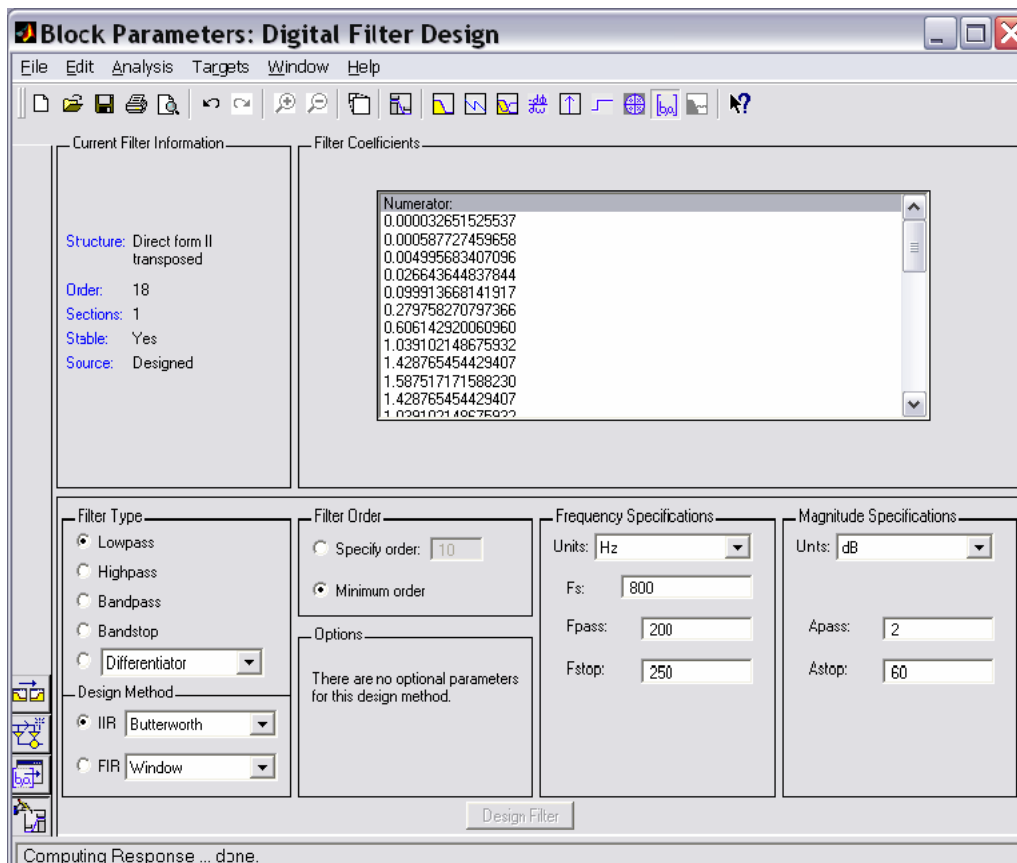 Block Parameters: Digital Filter Design
File Edit Analysis Targets Window Help
Current Filter Information
Structure: Direct form II
transposed
Order: 18
Sections: 1
Stable: Yes
Source: Designed
Filter Coefficients
Numerator:
0.000032651525537
0.000587727459658
0.004995683407096
0.026643644837844
0.099913668141917
0.279758270797366
0.606142920060960
1.039102148675932
1.428765454429407
1.587517171588230
1.428765454429407
1.039102148675932
Filter Type
Lowpass
Highpass
Bandpass
Bandstop
Differentiator
Design Method
IIR Butterworth
FIR Window
Filter Order
Specify order: 10
Minimum order
Options
There are no optional parameters
for this design method.
Frequency Specifications
Units: Hz
Fs: 800
Fpass: 200
Fstop: 250
Magnitude Specifications
Unts: dB
Apass: 2
Astop: 60
Design Filter
Computing Response ... done.